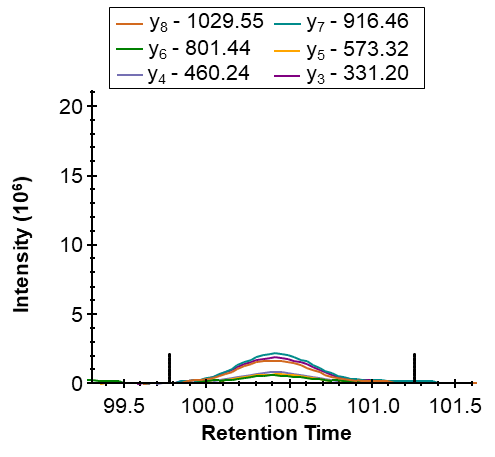 y₈ - 1029.55 y₇ - 916.46
y₆ - 801.44 y₅ - 573.32
y₄ - 460.24 y₃ - 331.20
20
15
10
5
0
Intensity (10⁶)
99.5 100.0 100.5 101.0 101.5
Retention Time